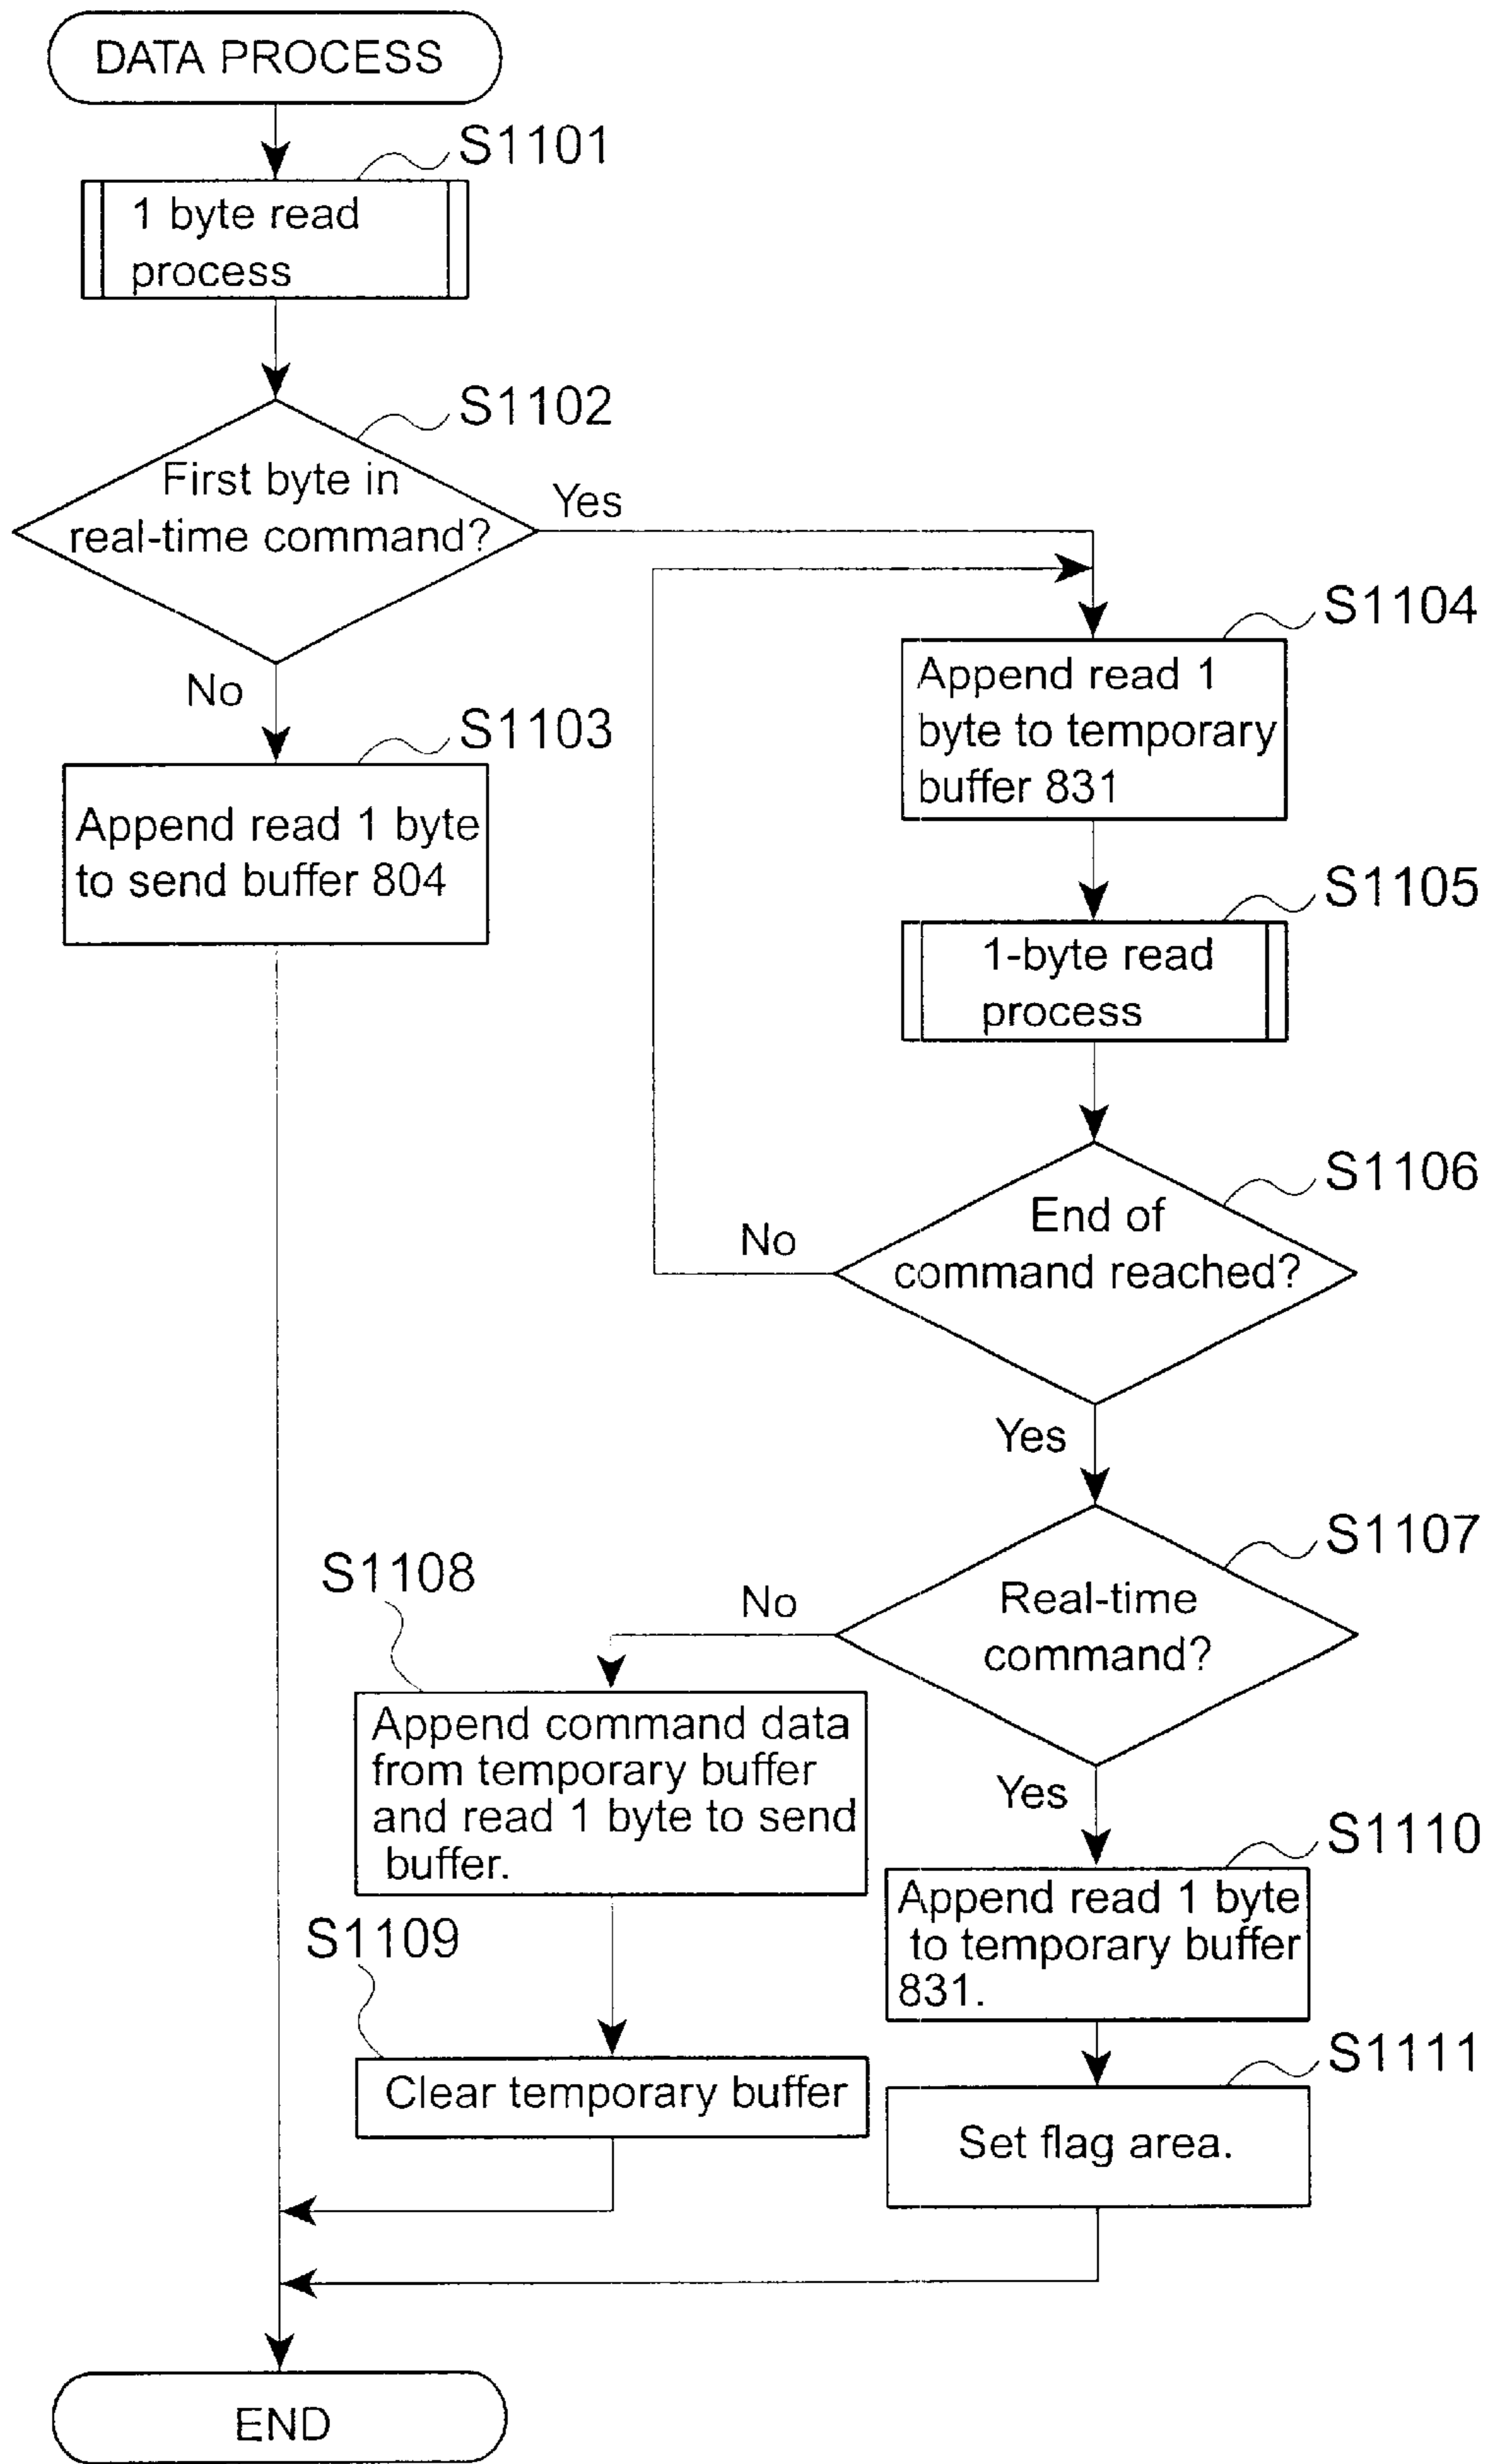 DATA PROCESS
S1101
1 byte read
process
S1102
First byte in
real-time command?
Yes
No
S1103
Append read 1 byte
to send buffer 804
S1104
Append read 1
byte to temporary
buffer 831
S1105
1-byte read
process
S1106
End of
command reached?
No
Yes
S1107
Real-time
command?
No
Yes
S1108
Append command data
from temporary buffer
and read 1 byte to send
buffer.
S1109
Clear temporary buffer
S1110
Append read 1 byte
to temporary buffer
831.
S1111
Set flag area.
END